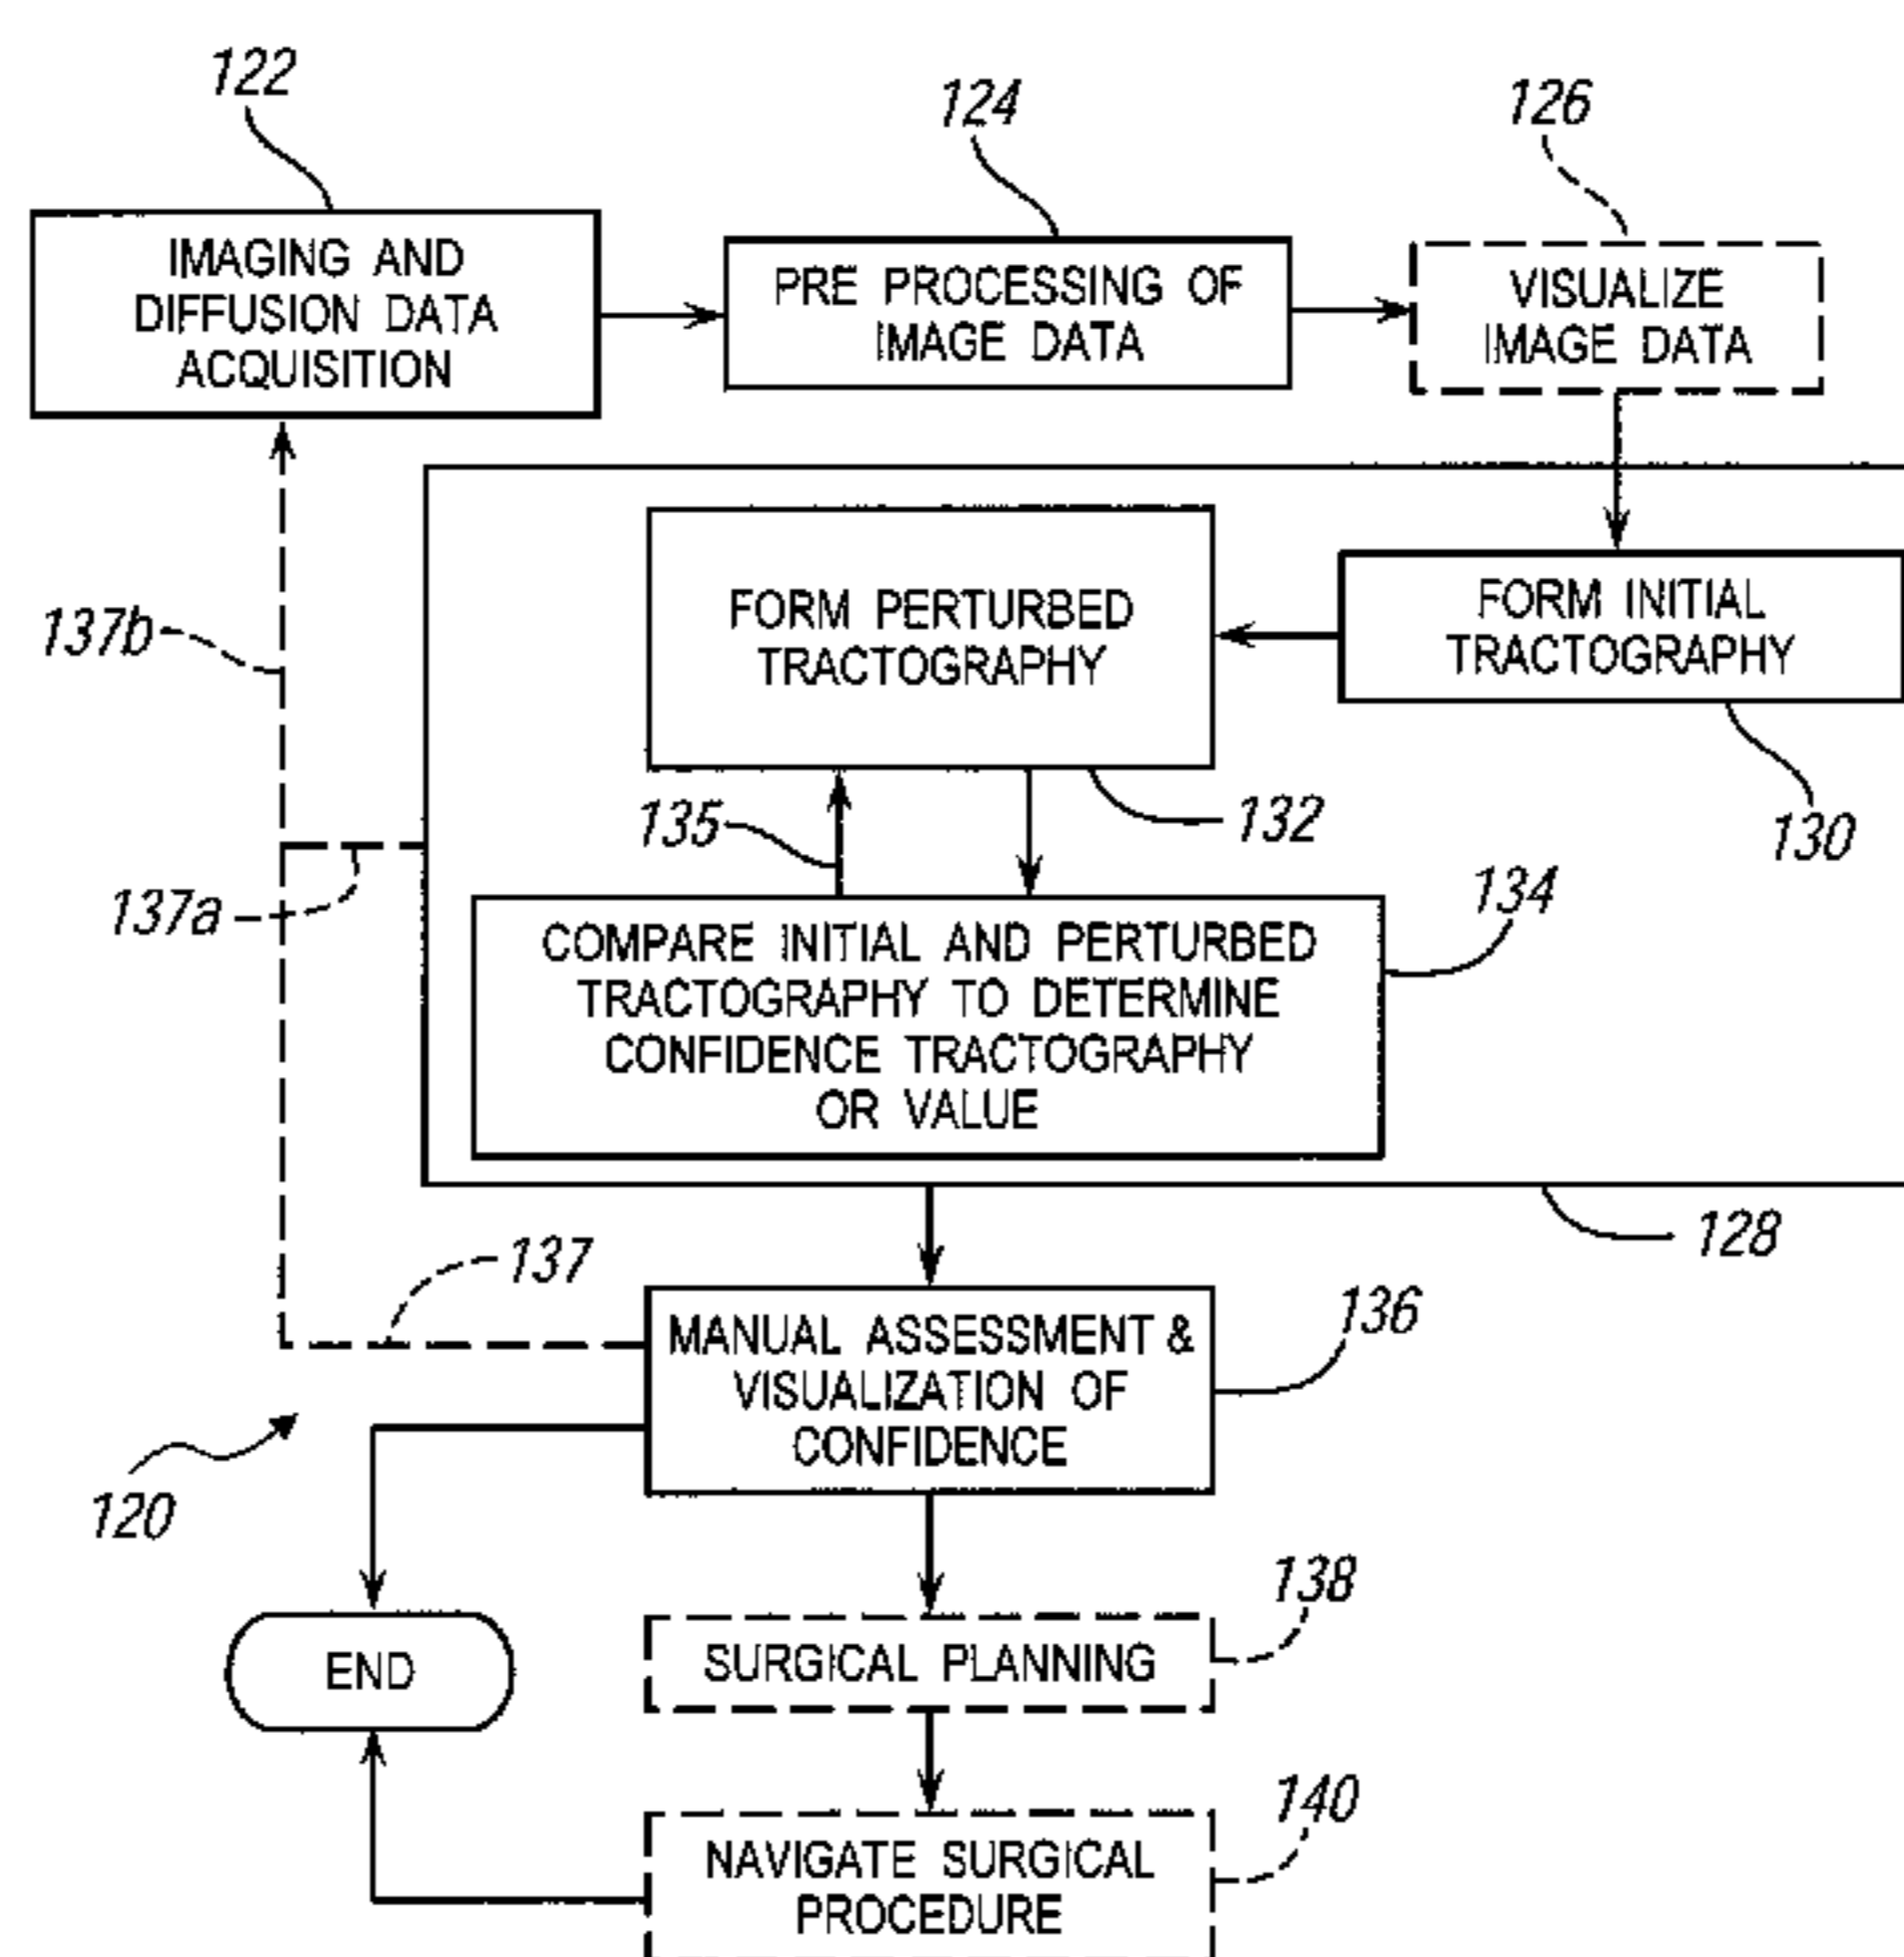 122
124
126
IMAGING AND
DIFFUSION DATA
ACQUISITION
PRE PROCESSING OF
IMAGE DATA
VISUALIZE
IMAGE DATA
FORM PERTURBED
TRACTOGRAPHY
FORM INITIAL
TRACTOGRAPHY
137b
135
132
130
137a
134
COMPARE INITIAL AND PERTURBED
TRACTOGRAPHY TO DETERMINE
CONFIDENCE TRACTOGRAPHY
OR VALUE
128
137
136
MANUAL ASSESSMENT &
VISUALIZATION OF
CONFIDENCE
120
138
END
SURGICAL PLANNING
140
NAVIGATE SURGICAL
PROCEDURE